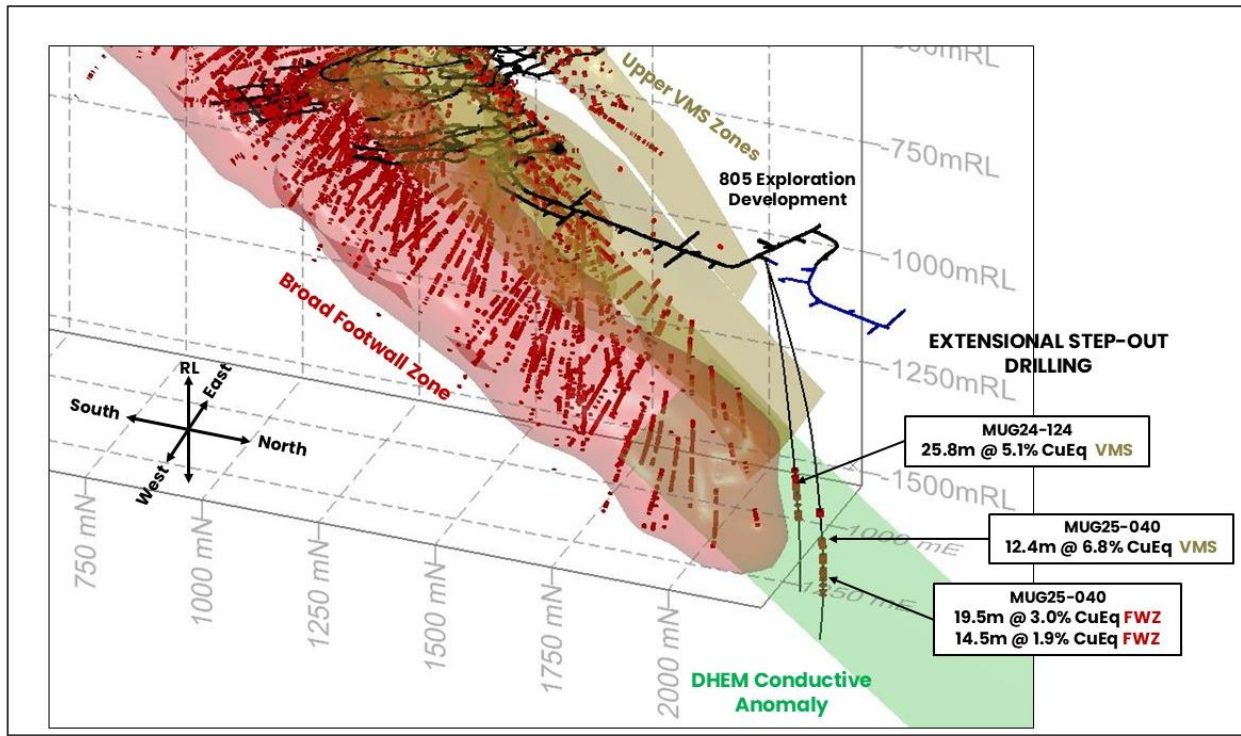 500mRL
Upper VMS Zones
-750mRL
805 Exploration
Development
-1000mRL
Broad Footwall Zone
EXTENSIONAL STEP-OUT
DRILLING
-1250mRL
RL
East
South
North
West
MUG24-124
25.8m @ 5.1% CuEq VMS
-1500mRL
1000 mE
MUG25-040
12.4m @ 6.8% CuEq VMS
1250 mE
MUG25-040
19.5m @ 3.0% CuEq FWZ
14.5m @ 1.9% CuEq FWZ
750 mN
1000 mN
1250 mN
1500 mN
1750 mN
2000 mN
DHEM Conductive
Anomaly